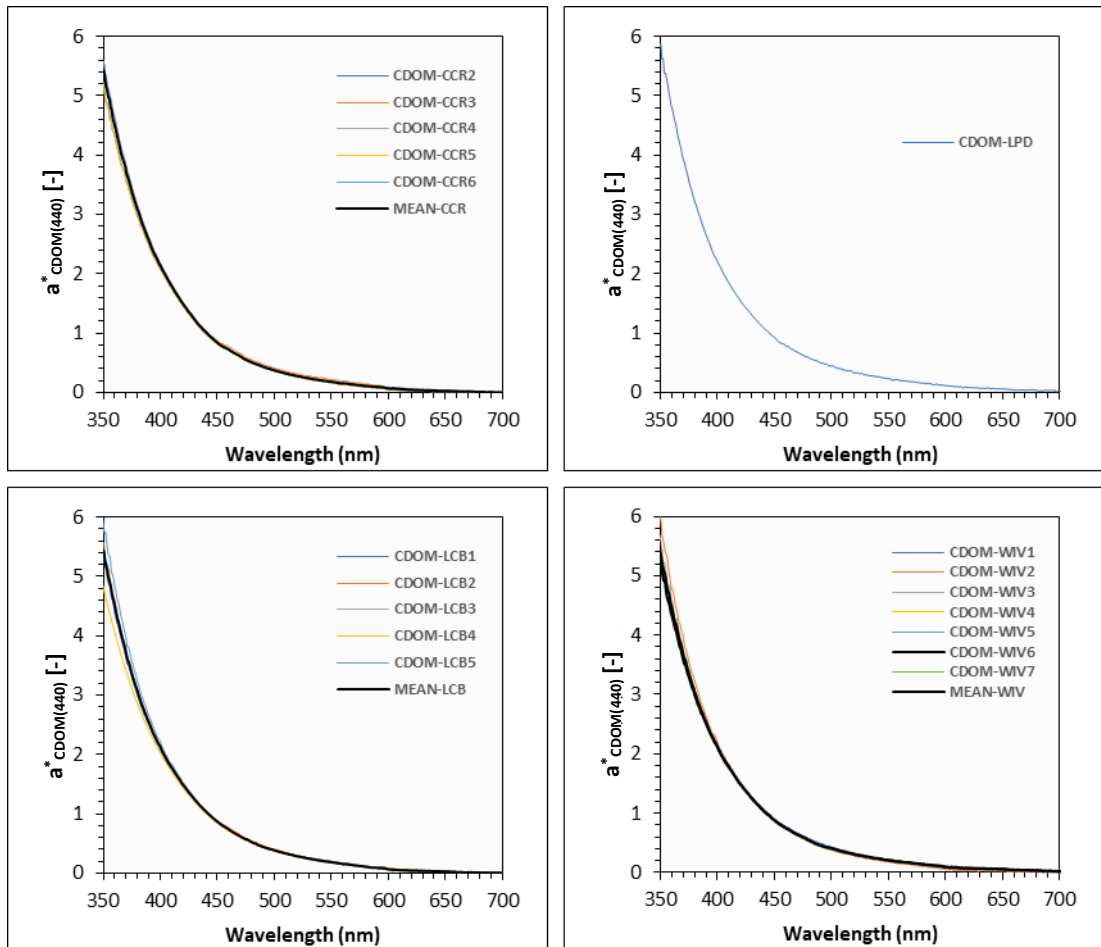 6
5
4
3
2
1
0
a*CDOM(440) [-]
CDOM-CCR2
CDOM-CCR3
CDOM-CCR4
CDOM-CCR5
CDOM-CCR6
MEAN-CCR
350 400 450 500 550 600 650 700
Wavelength (nm)
6
5
4
3
2
1
0
a*CDOM(440) [-]
CDOM-LPD
350 400 450 500 550 600 650 700
Wavelength (nm)
6
5
4
3
2
1
0
a*CDOM(440) [-]
CDOM-LCB1
CDOM-LCB2
CDOM-LCB3
CDOM-LCB4
CDOM-LCB5
MEAN-LCB
350 400 450 500 550 600 650 700
Wavelength (nm)
6
5
4
3
2
1
0
a*CDOM(440) [-]
CDOM-WIV1
CDOM-WIV2
CDOM-WIV3
CDOM-WIV4
CDOM-WIV5
CDOM-WIV6
CDOM-WIV7
MEAN-WIV
350 400 450 500 550 600 650 700
Wavelength (nm)